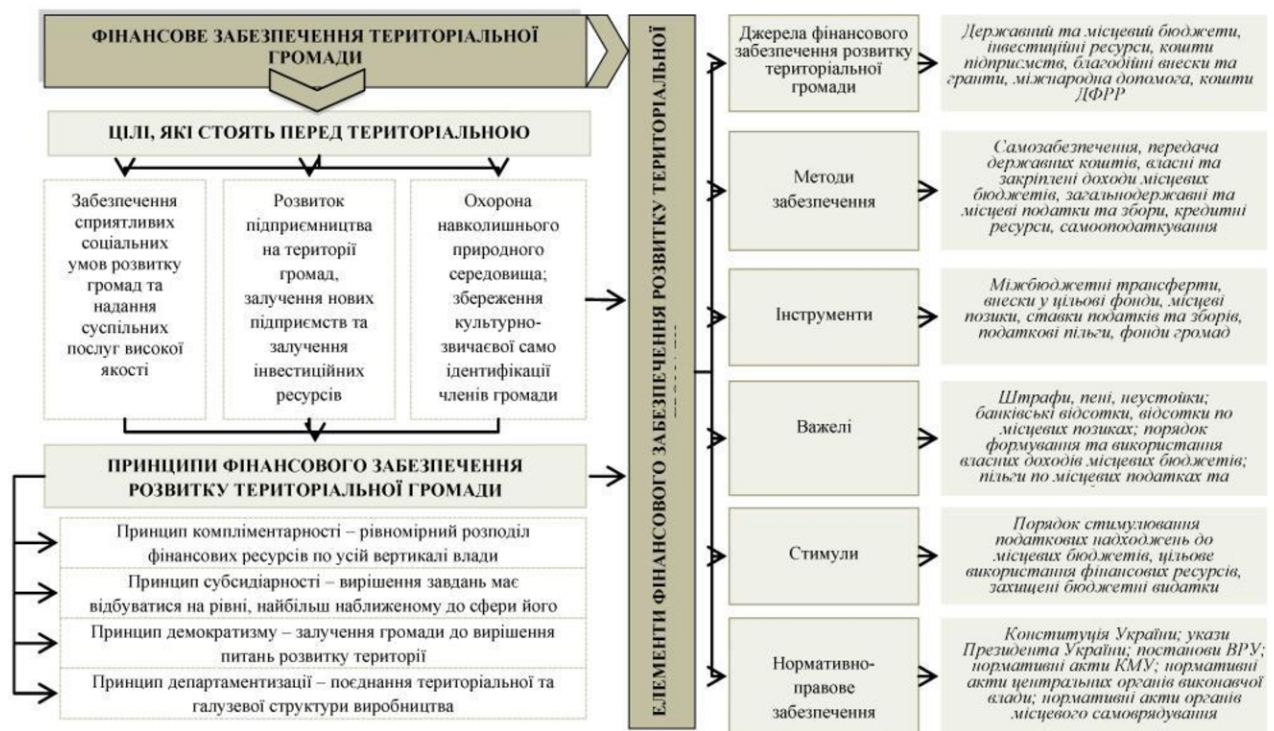 ФІНАНСОВЕ ЗАБЕЗПЕЧЕННЯ ТЕРИТОРІАЛЬНОЇ
ГРОМАДИ
ЦІЛІ, ЯКІ СТОЯТЬ ПЕРЕД ТЕРИТОРІАЛЬНОЮ
Забезпечення
сприятливих
соціальних
умов розвитку
громад та
надання
суспільних
послуг високої
якості
Розвиток
підприємництва
на території
громад,
залучення нових
підприємств та
залучення
інвестиційних
ресурсів
Охорона
навколишнього
природного
середовища;
збереження
культурно-
звичаєвої само
ідентифікації
членів громади
ПРИНЦИПИ ФІНАНСОВОГО ЗАБЕЗПЕЧЕННЯ
РОЗВИТКУ ТЕРИТОРІАЛЬНОЇ ГРОМАДИ
Принцип компліментарності – рівномірний розподіл
фінансових ресурсів по усій вертикалі влади
Принцип субсидіарності – вирішення завдань має
відбуватися на рівні, найбільш наближеному до сфери його
Принцип демократизму – залучення громади до вирішення
питань розвитку території
Принцип департаментизації – поєднання територіальної та
галузевої структури виробництва
ЕЛЕМЕНТИ ФІНАНСОВОГО ЗАБЕЗПЕЧЕННЯ РОЗВИТКУ ТЕРИТОРІАЛЬНОЇ
Джерела фінансового
забезпечення розвитку
територіальної
громади
Державний та місцевий бюджети,
інвестиційні ресурси, кошти
підприємств, благодійні внески та
гранти, міжнародна допомога, кошти
ДФРР
Методи
забезпечення
Самозабезпечення, передача
державних коштів, власні та
закріплені доходи місцевих
бюджетів, загальнодержавні та
місцеві податки та збори, кредитні
ресурси, самооподаткування
Інструменти
Міжбюджетні трансферти,
внески у цільові фонди, місцеві
позики, ставки податків та зборів,
податкові пільги, фонди громад
Важелі
Штрафи, пені, неустойки;
банківські відсотки, відсотки по
місцевих позиках; порядок
формування та використання
власних доходів місцевих бюджетів;
пільги по місцевих податках та
Стимули
Порядок стимулювання
податкових надходжень до
місцевих бюджетів, цільове
використання фінансових ресурсів,
захищені бюджетні видатки
Нормативно-
правове
забезпечення
Конституція України; укази
Президента України; постанови ВРУ;
нормативні акти КМУ; нормативні
акти центральних органів виконавчої
влади; нормативні акти органів
місцевого самоврядування